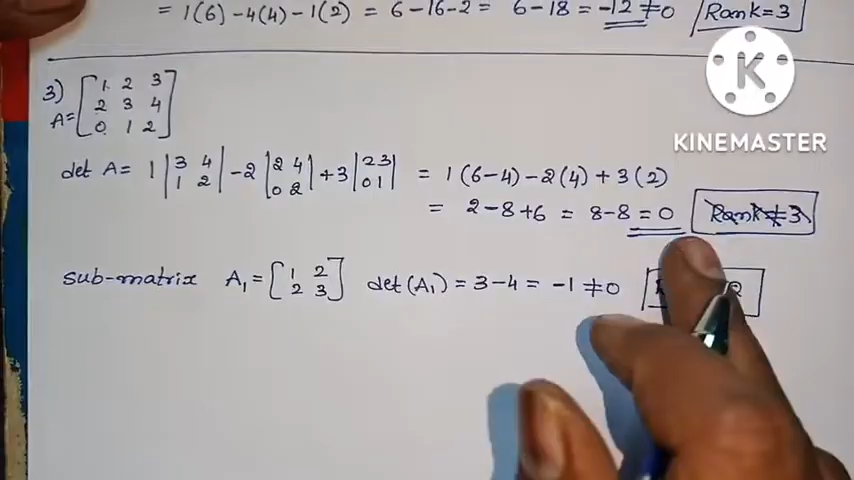 = 1(6) -4(4) -1(2) = 6-16-2 = 6-18 = -12 ≠0 Rank=3
K
KINEMASTER
3) A= [1 2 3
2 3 4
0 1 2]
det A= 1 |3 4 1 2| -2 |2 4 0 2| +3 |2 3 0 1| = 1(6-4) -2(4) + 3(2)
= 2-8+6 = 8-8 = 0 Rank≠3
Sub-matrix A₁ = [1 2 2 3] det(A₁) = 3-4 = -1 ≠0